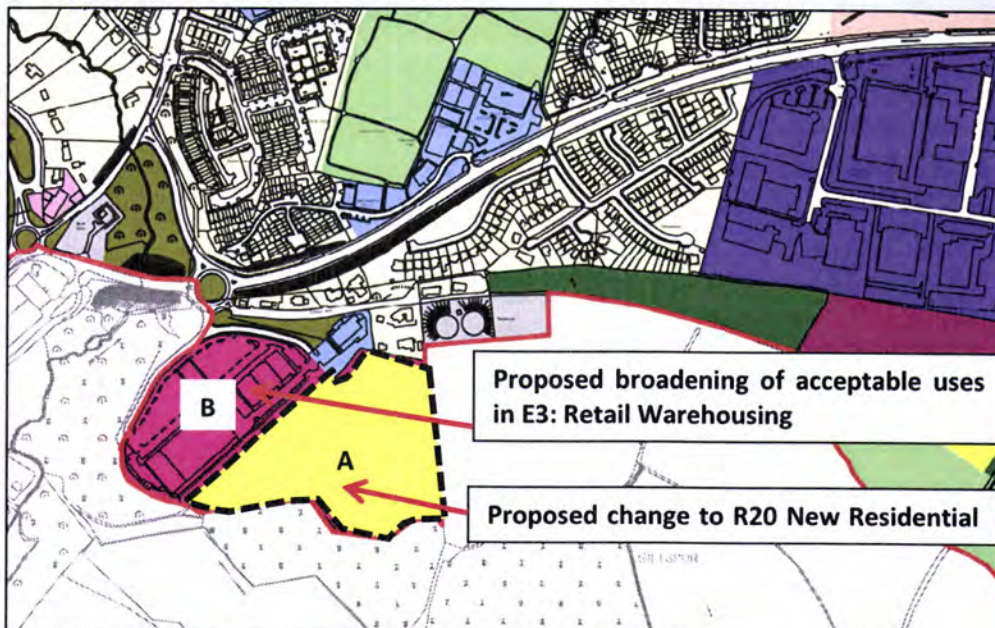 B
Proposed broadening of acceptable uses
in E3: Retail Warehousing
A
Proposed change to R20 New Residential